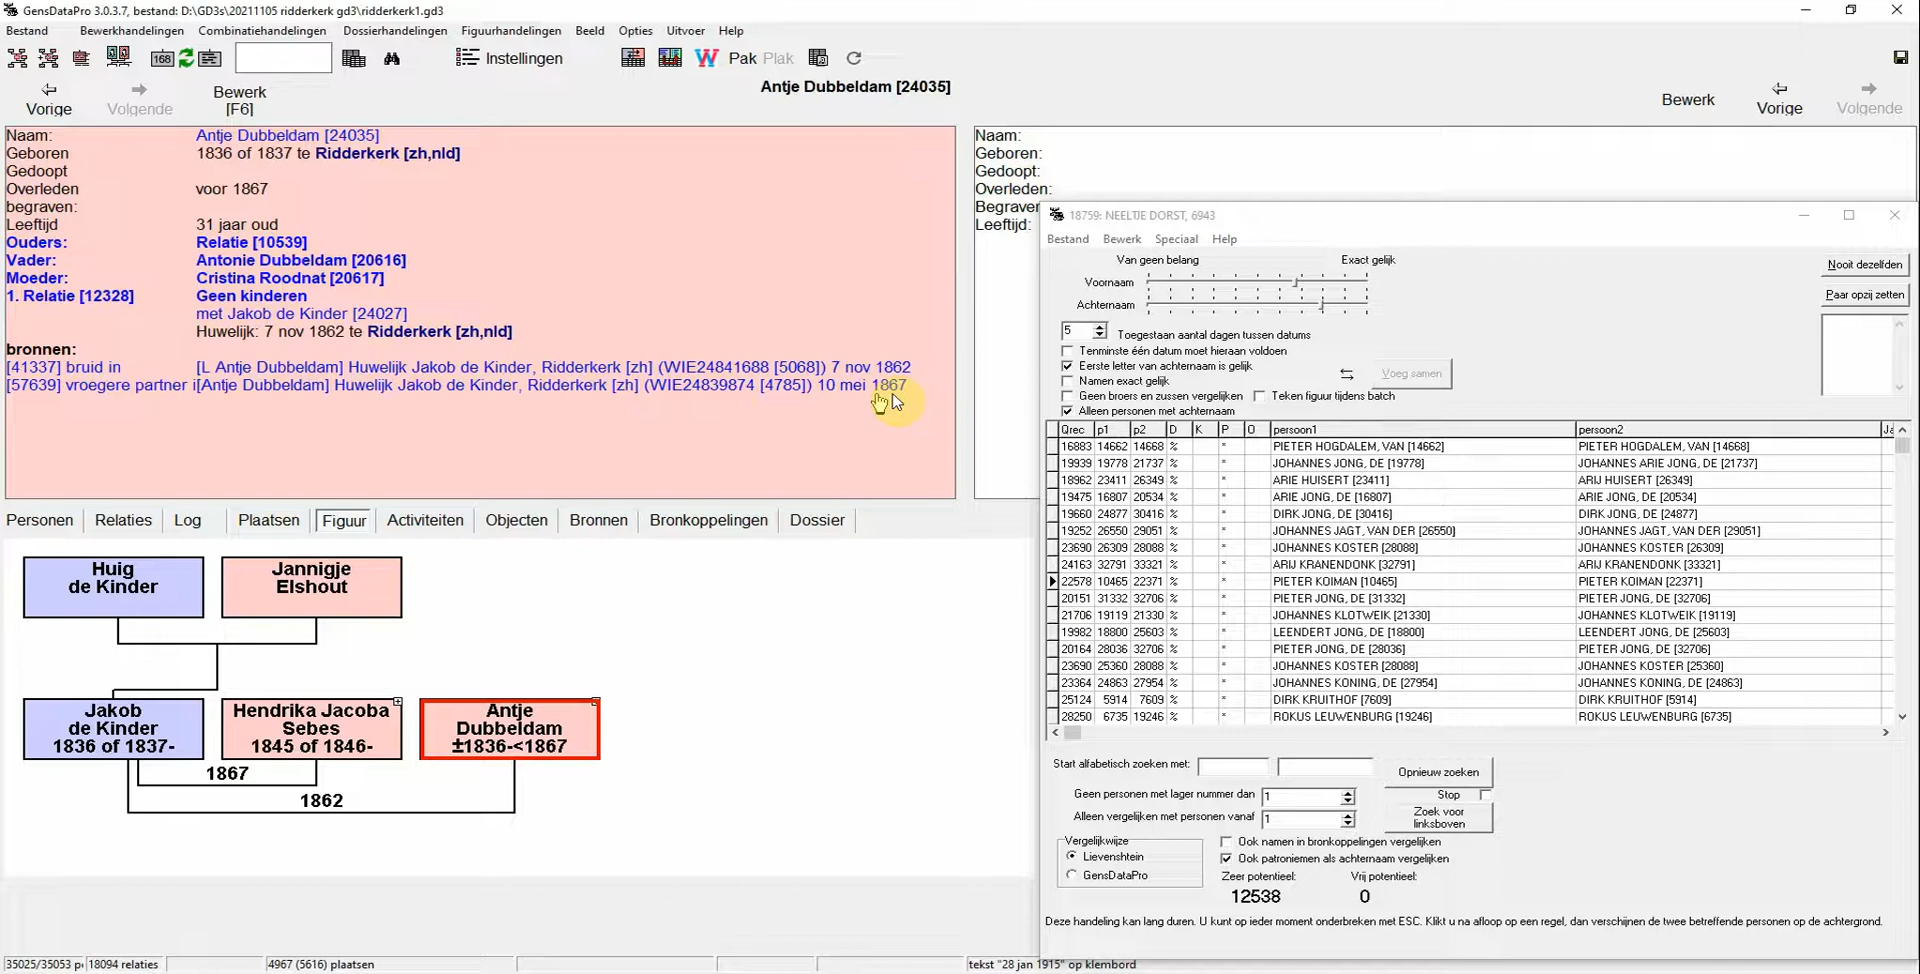 GensDataPro 3.0.3.7, bestand: D:\GD3s\20211105 ridderkerk gd3\ridderkerk1.gd3
Bestand Bewerkhandelingen Combinatiehandelingen Dossierhandelingen Figuurhandelingen Beeld Opties Uitvoer Help
168 Instellingen W Pak Plak
Vorige Volgende Bewerk [F6] Antje Dubbeldam [24035] Bewerk Vorige Volgende
Naam: Antje Dubbeldam [24035]
Geboren 1836 of 1837 te Ridderkerk [zh,nld]
Gedoopt
Overleden voor 1867
begraven:
Leeftijd 31 jaar oud
Ouders: Relatie [10539]
Vader: Antonie Dubbeldam [20616]
Moeder: Cristina Roodnat [20617]
1. Relatie [12328] Geen kinderen
met Jakob de Kinder [24027]
Huwelijk: 7 nov 1862 te Ridderkerk [zh,nld]
bronnen:
[41337] bruid in [L Antje Dubbeldam] Huwelijk Jakob de Kinder, Ridderkerk [zh] (WIE24841688 [5068]) 7 nov 1862
[57639] vroegere partner i[Antje Dubbeldam] Huwelijk Jakob de Kinder, Ridderkerk [zh] (WIE24839874 [4785]) 10 mei 1867
Naam:
Geboren:
Gedoopt:
Overleden:
Begraven
Leeftijd:
Personen Relaties Log Plaatsen Figuur Activiteiten Objecten Bronnen Bronkoppelingen Dossier
Huig
de Kinder
Jannigje
Elshout
Jakob
de Kinder
1836 of 1837-
Hendrika Jacoba
Sebes
1845 of 1846-
Antje
Dubbeldam
±1836-<1867
1867
1862
18759: NEELTJE DORST, 6943
Bestand Bewerk Speciaal Help
Van geen belang Exact gelijk
Voornaam
Achternaam
5 Toegestaan aantal dagen tussen datums
Tenminste één datum moet hieraan voldoen
Eerste letter van achternaam is gelijk
Namen exact gelijk
Geen broers en zussen vergelijken Teken figuur tijdens batch
Alleen personen met achternaam
Voeg samen
Nooit dezelfden
Paar opzij zetten
Qrec p1 p2 D K P O persoon1 persoon2
16883 14662 14668 % * PIETER HOGDALEM, VAN [14662] PIETER HOGDALEM, VAN [14668]
19939 19778 21737 % * JOHANNES JONG, DE [19778] JOHANNES ARIE JONG, DE [21737]
18962 23411 26349 % * ARIE HUISERT [23411] ARIJ HUISERT [26349]
19475 16807 20534 % * ARIE JONG, DE [16807] ARIE JONG, DE [20534]
19660 24877 30416 % * DIRK JONG, DE [30416] DIRK JONG, DE [24877]
19252 26550 29051 % * JOHANNES JAGT, VAN DER [26550] JOHANNES JAGT, VAN DER [29051]
23690 26309 28088 % * JOHANNES KOSTER [28088] JOHANNES KOSTER [26309]
24163 32791 33321 % * ARIJ KRANENDONK [32791] ARIJ KRANENDONK [33321]
22578 10465 22371 % * PIETER KOIMAN [10465] PIETER KOIMAN [22371]
20151 31332 32706 % * PIETER JONG, DE [31332] PIETER JONG, DE [32706]
21706 19119 21330 % * JOHANNES KLOTWEIK [21330] JOHANNES KLOTWEIK [19119]
19982 18800 25603 % * LEENDERT JONG, DE [18800] LEENDERT JONG, DE [25603]
20164 28036 32706 % * PIETER JONG, DE [28036] PIETER JONG, DE [32706]
23690 25360 28088 % * JOHANNES KOSTER [28088] JOHANNES KOSTER [25360]
23364 24863 27954 % * JOHANNES KONING, DE [27954] JOHANNES KONING, DE [24863]
25124 5914 7609 % * DIRK KRUITHOF [7609] DIRK KRUITHOF [5914]
28250 6735 19246 % * ROKUS LEUWENBURG [19246] ROKUS LEUWENBURG [6735]
Start alfabetisch zoeken met: Opnieuw zoeken
Geen personen met lager nummer dan 1 Stop
Alleen vergelijken met personen vanaf 1 Zoek voor linksboven
Vergelijkwijze
Lievenshtein
GensDataPro
Ook namen in bronkoppelingen vergelijken
Ook patroniemen als achternaam vergelijken
Zeer potentieel: Vrij potentieel:
12538 0
Deze handeling kan lang duren. U kunt op ieder moment onderbreken met ESC. Klikt u na afloop op een regel, dan verschijnen de twee betreffende personen op de achtergrond.
35025/35053 p 18094 relaties 4967 (5616) plaatsen tekst "28 jan 1915" op klembord